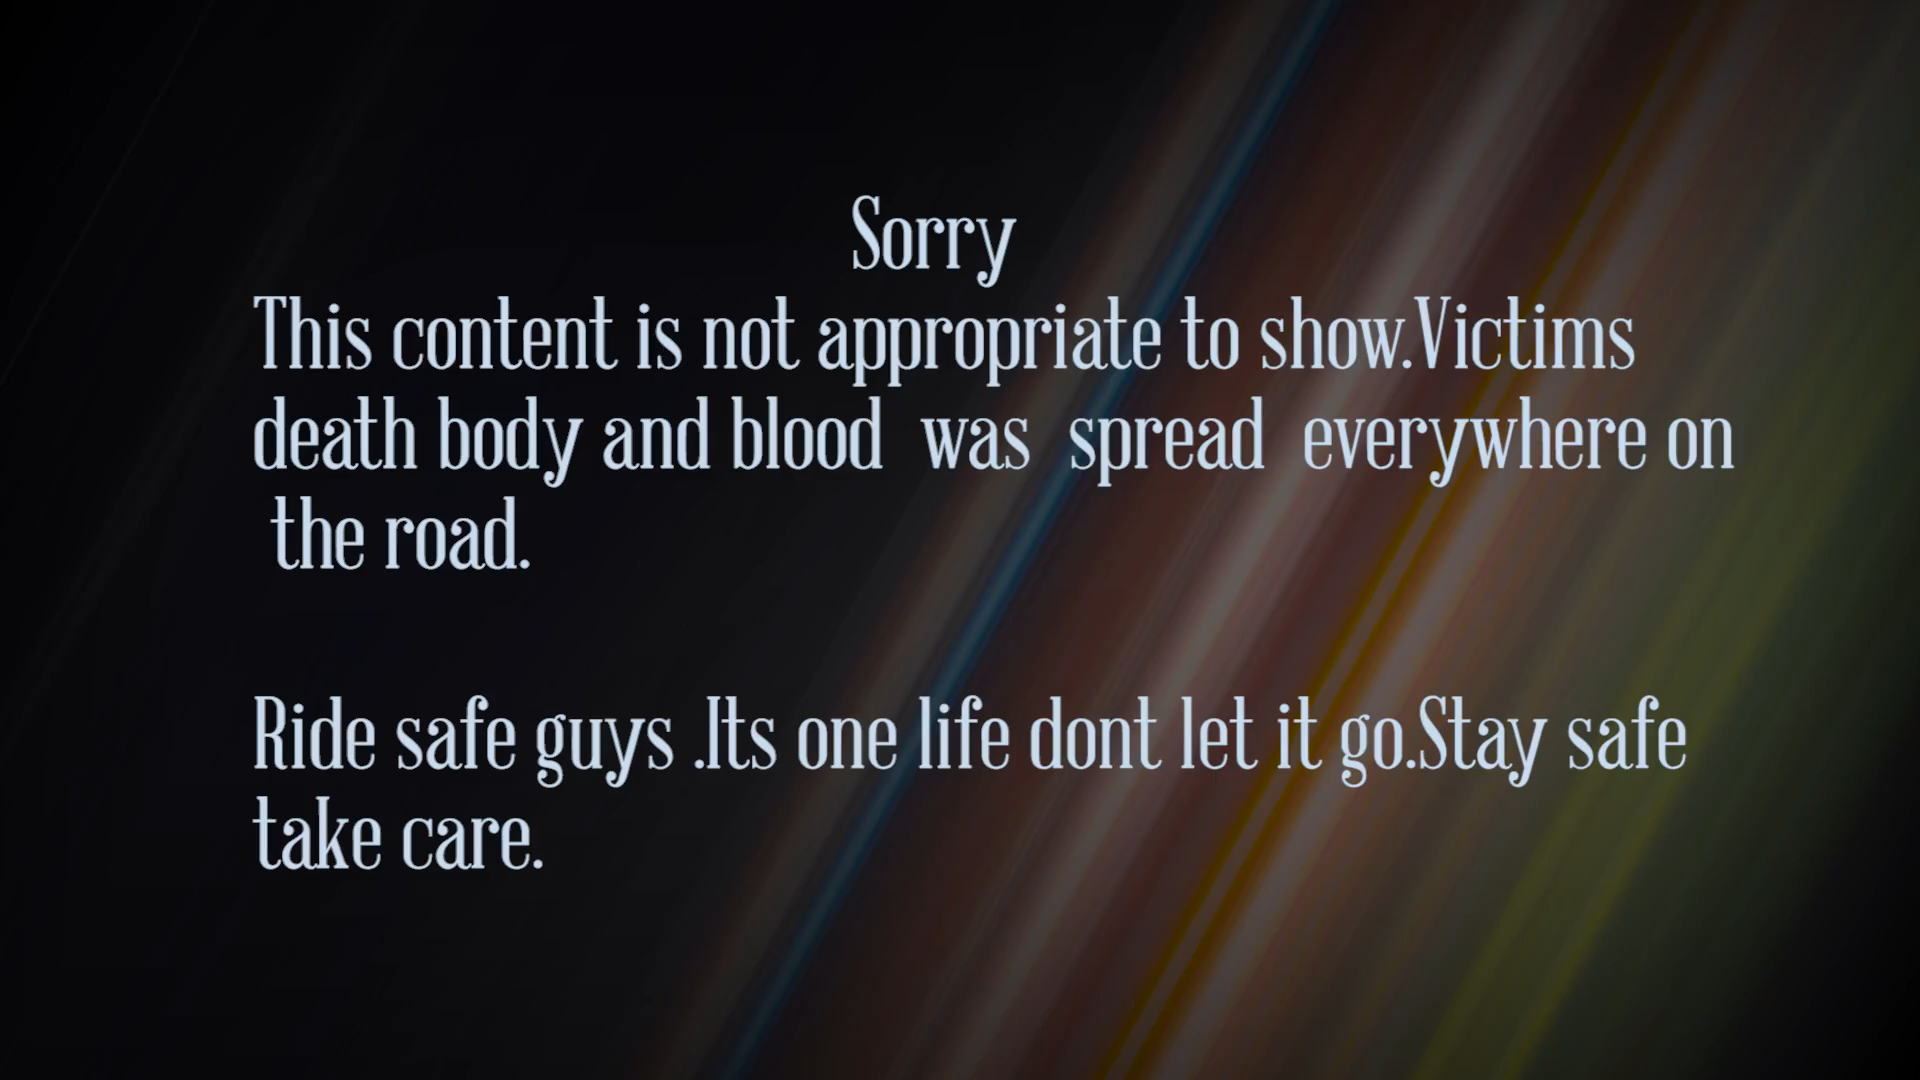 Sorry
This content is not appropriate to show.Victims
death body and blood was spread everywhere on
the road.
Ride safe guys .Its one life dont let it go.Stay safe
take care.